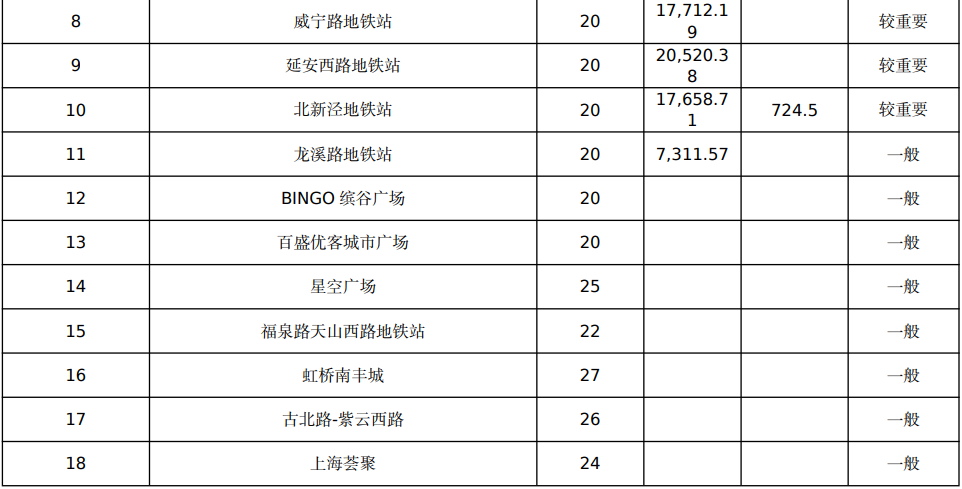 8 威宁路地铁站 20 17,712.1
9 较重要
9 延安西路地铁站 20 20,520.3
8 较重要
10 北新泾地铁站 20 17,658.7
1 724.5 较重要
11 龙溪路地铁站 20 7,311.57 一般
12 BINGO 缤谷广场 20 一般
13 百盛优客城市广场 20 一般
14 星空广场 25 一般
15 福泉路天山西路地铁站 22 一般
16 虹桥南丰城 27 一般
17 古北路-紫云西路 26 一般
18 上海荟聚 24 一般